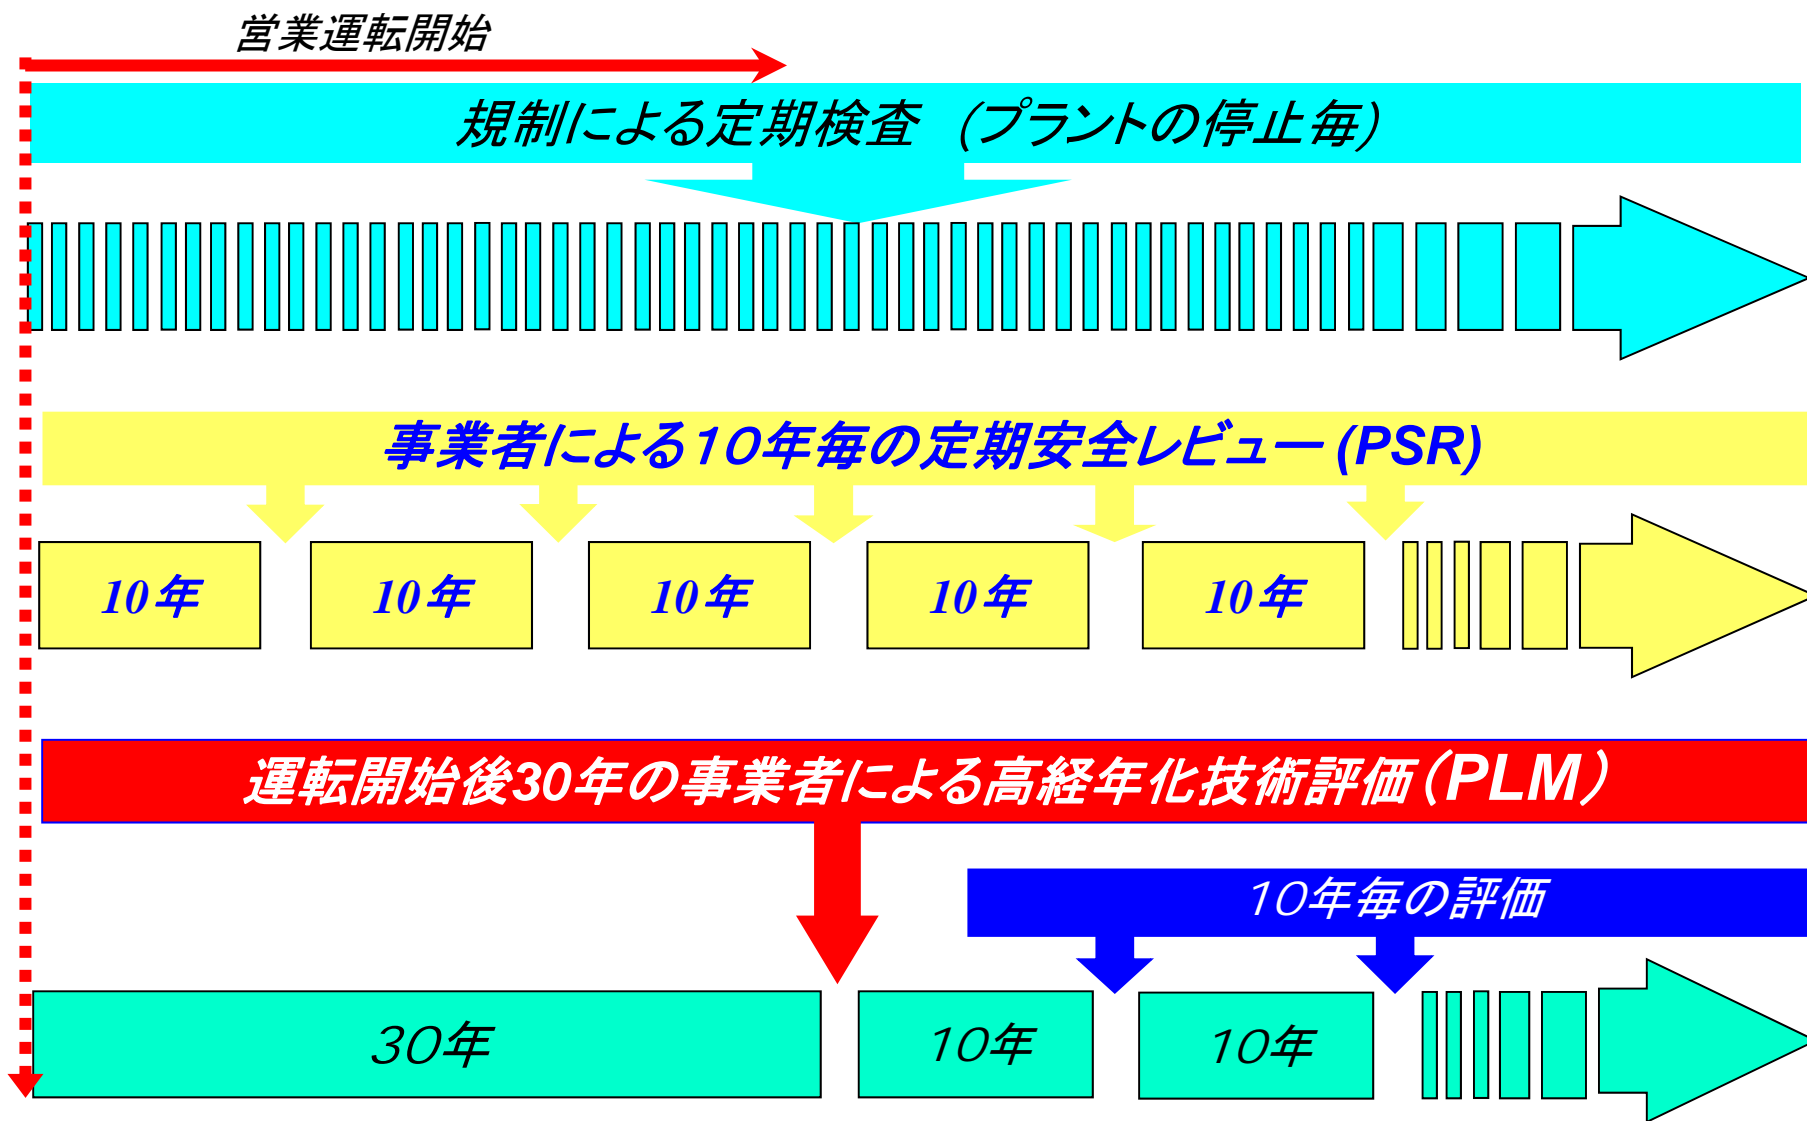 営業運転開始
規制による定期検査 (プラントの停止毎)
事業者による10年毎の定期安全レビュー(PSR)
10年 10年 10年 10年 10年
運転開始後30年の事業者による高経年化技術評価(PLM)
10年毎の評価
30年 10年 10年